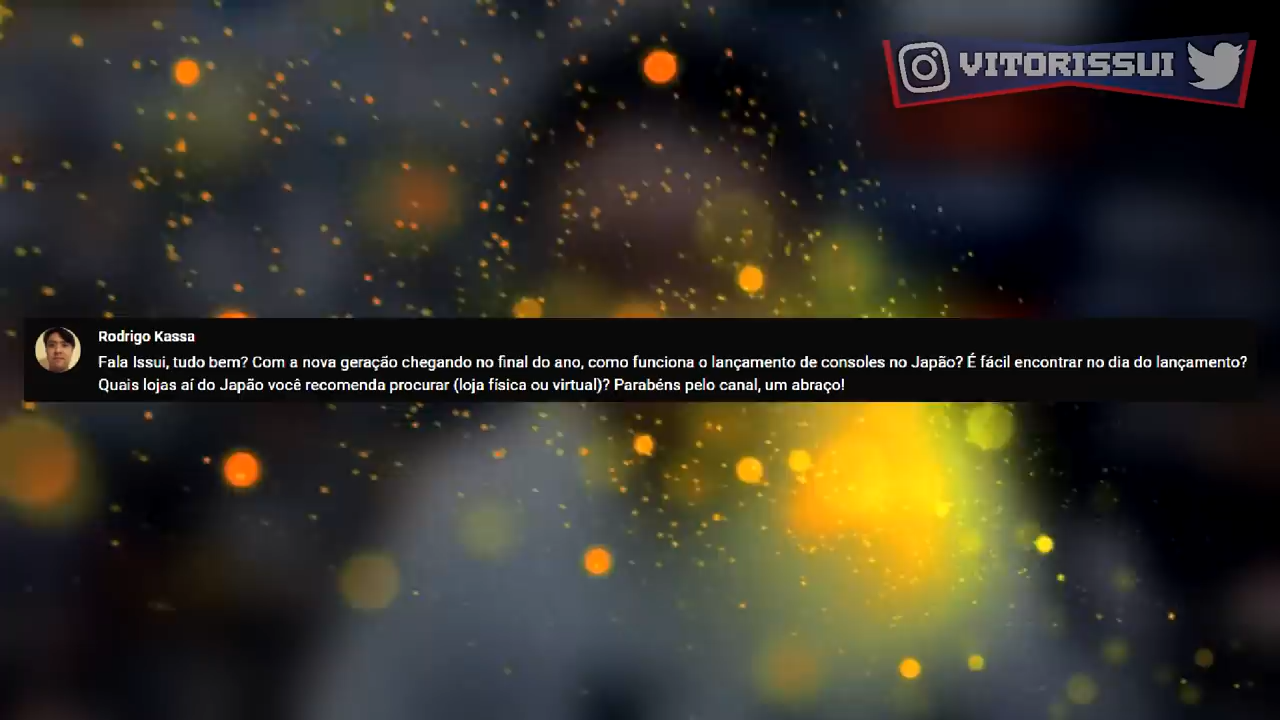 VITORISSUI
Rodrigo Kassa
Fala Issui, tudo bem? Com a nova geração chegando no final do ano, como funciona o lançamento de consoles no Japão? É fácil encontrar no dia do lançamento?
Quais lojas aí do Japão você recomenda procurar (loja física ou virtual)? Parabéns pelo canal, um abraço!